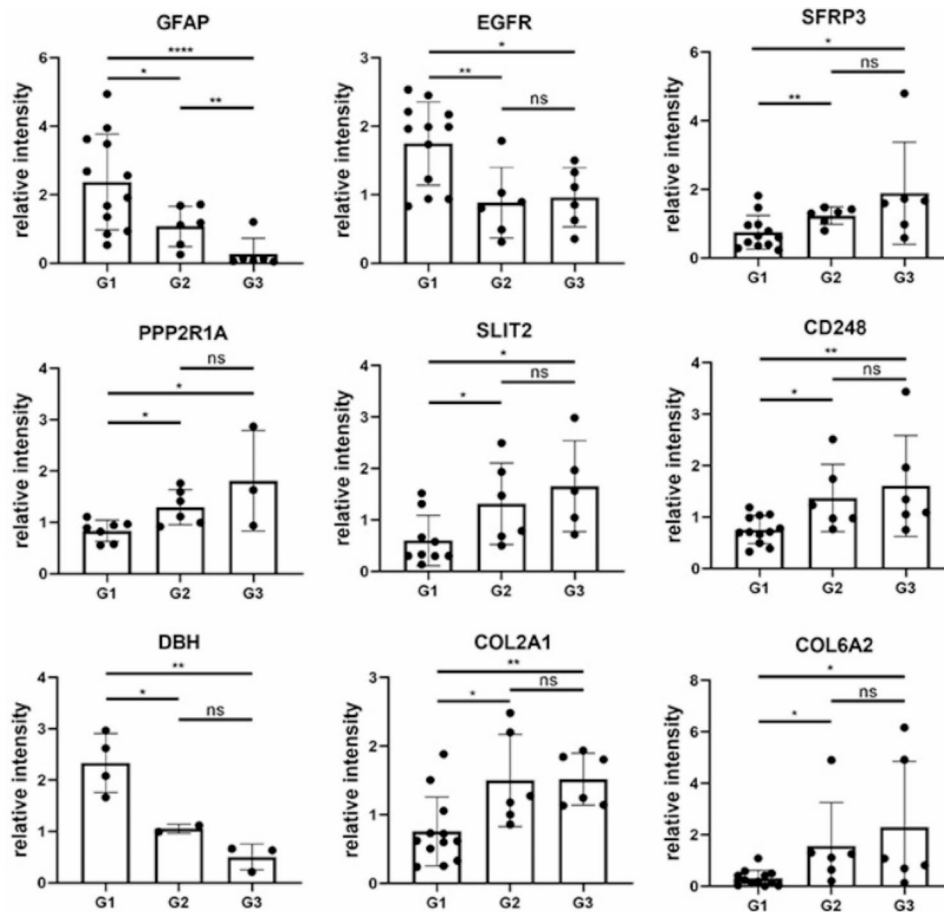 GFAP
****
*
**
relative intensity
6
4
2
0
G1
G2
G3
EGFR
*
**
ns
relative intensity
3
2
1
0
G1
G2
G3
SFRP3
*
ns
**
relative intensity
6
4
2
0
G1
G2
G3
PPP2R1A
ns
*
*
relative intensity
4
3
2
1
0
G1
G2
G3
SLIT2
*
ns
*
relative intensity
4
3
2
1
0
G1
G2
G3
CD248
**
ns
*
relative intensity
4
3
2
1
0
G1
G2
G3
DBH
**
*
ns
relative intensity
4
3
2
1
0
G1
G2
G3
COL2A1
**
ns
*
relative intensity
3
2
1
0
G1
G2
G3
COL6A2
*
ns
*
relative intensity
8
6
4
2
0
G1
G2
G3